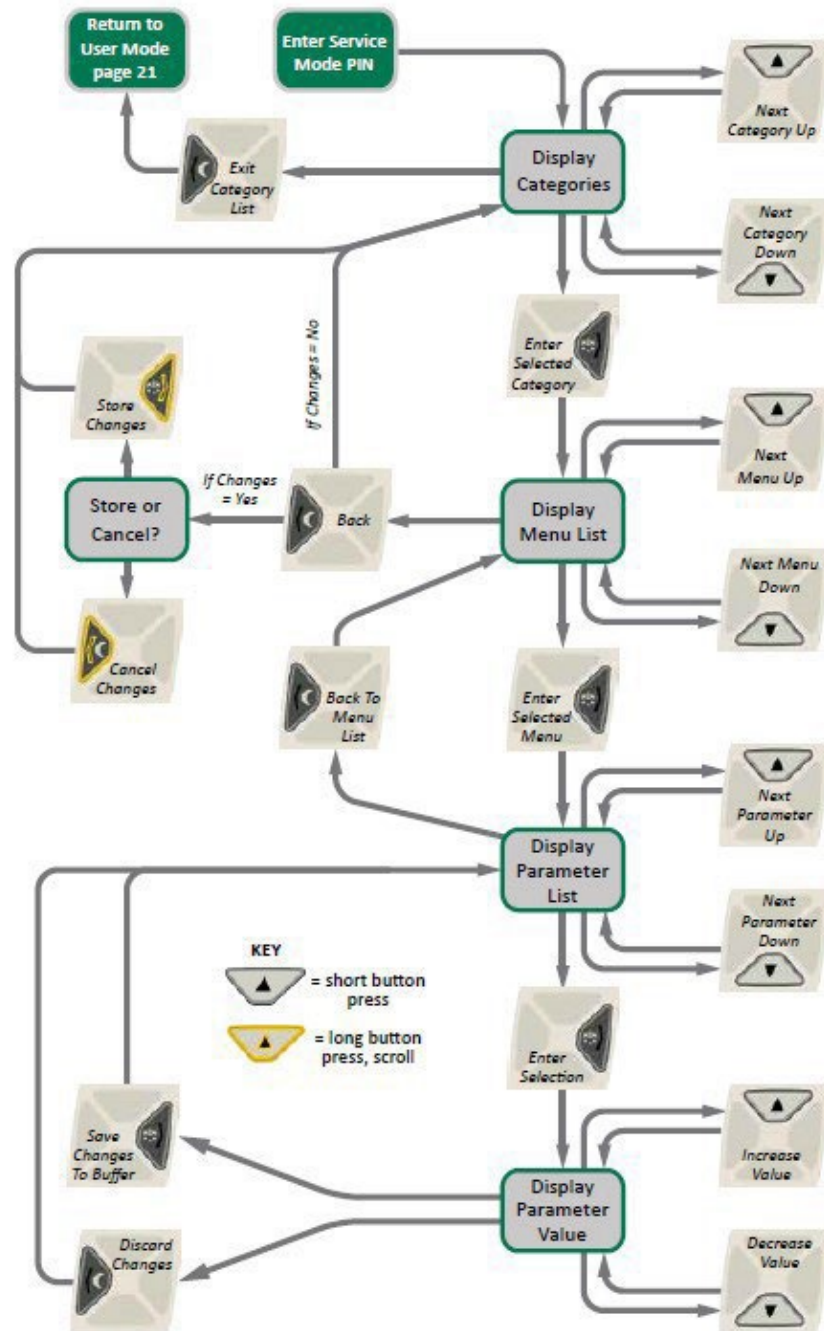 Return to
User Mode
page 21
Enter Service
Mode PIN
Next
Category Up
Exit
Category
List
Display
Categories
Next
Category
Down
Enter
Selected
Category
If Changes = No
Store
Changes
Next
Menu Up
Store or
Cancel?
If Changes
= Yes
Back
Display
Menu List
Next Menu
Down
Cancel
Changes
Back To
Menu
List
Enter
Selected
Menu
Next
Parameter
Up
Display
Parameter
List
Next
Parameter
Down
KEY
= short button
press
= long button
press, scroll
Enter
Selection
Save
Changes
To Buffer
Increase
Value
Display
Parameter
Value
Discard
Changes
Decrease
Value